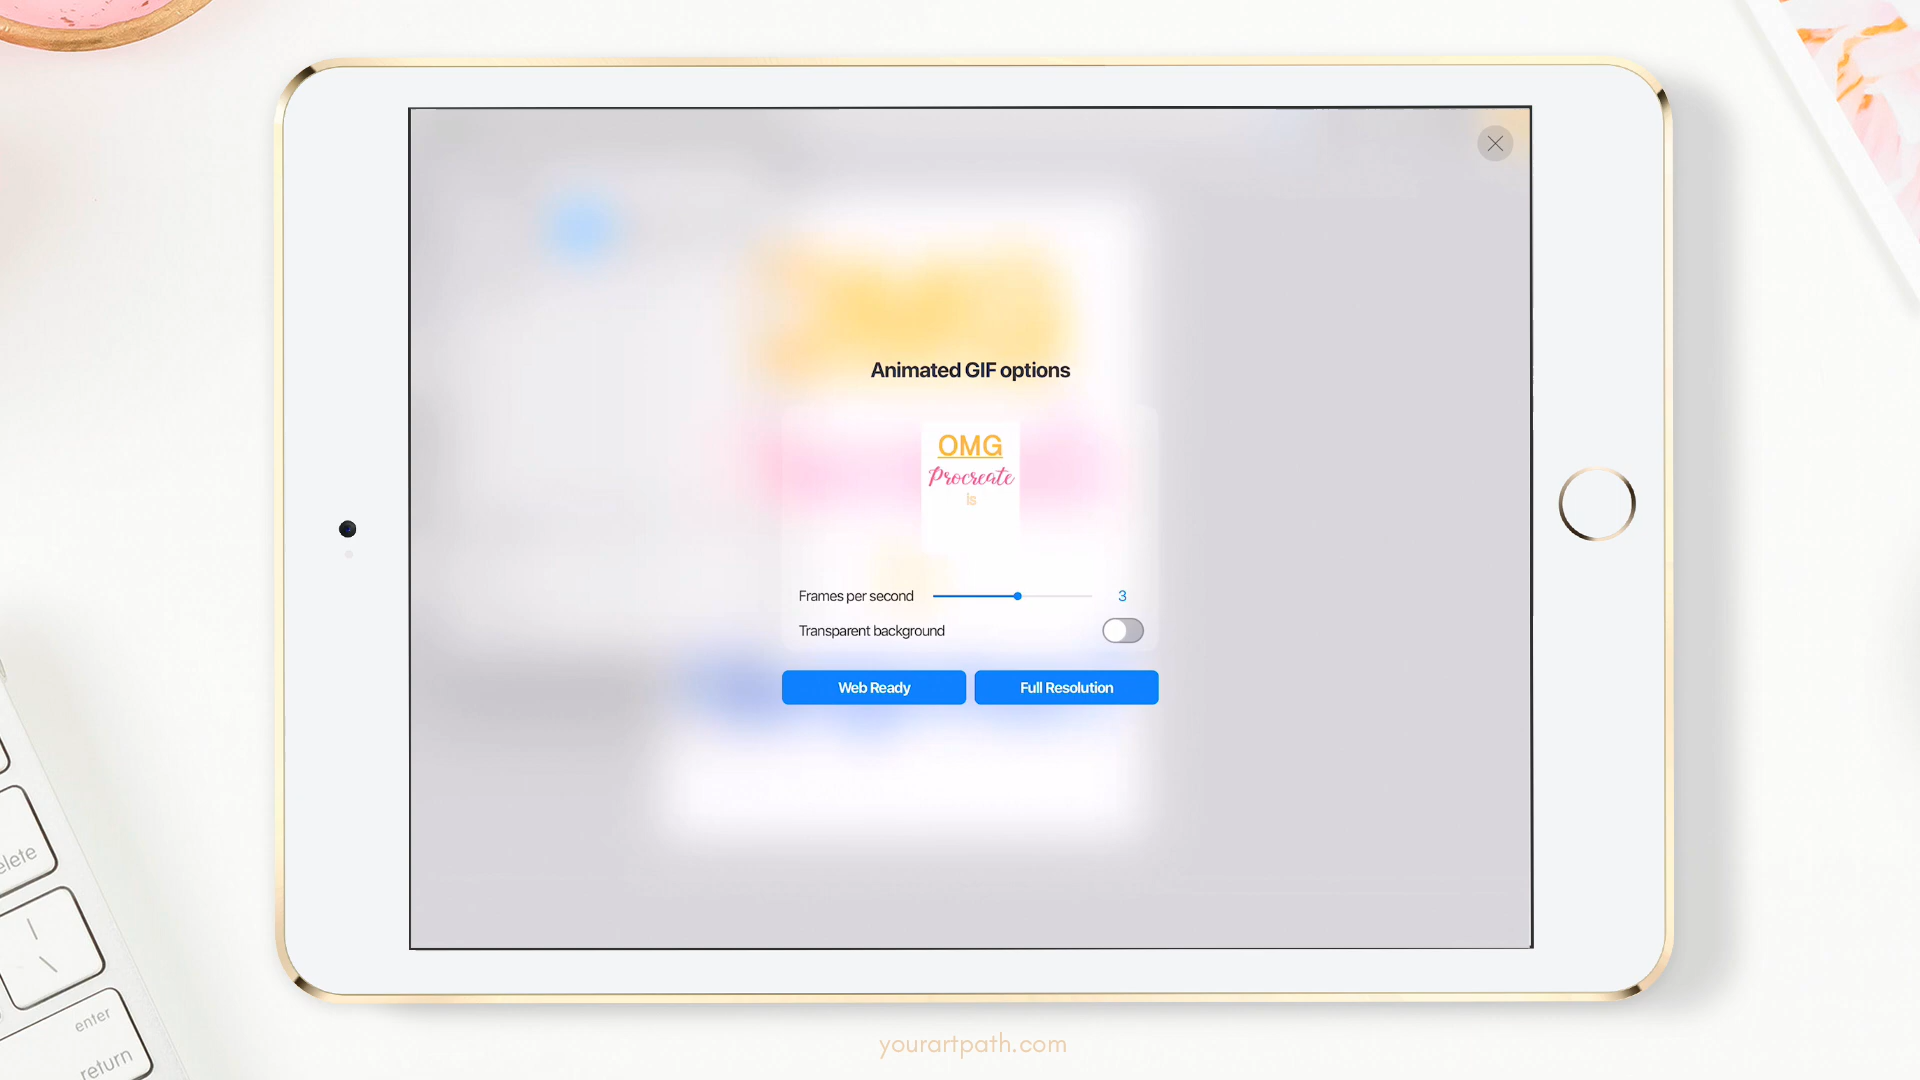 Animated GIF options
OMG
Procreate
is
Frames per second 3
Transparent background
Web Ready Full Resolution
elete
enter
return
yourartpath.com